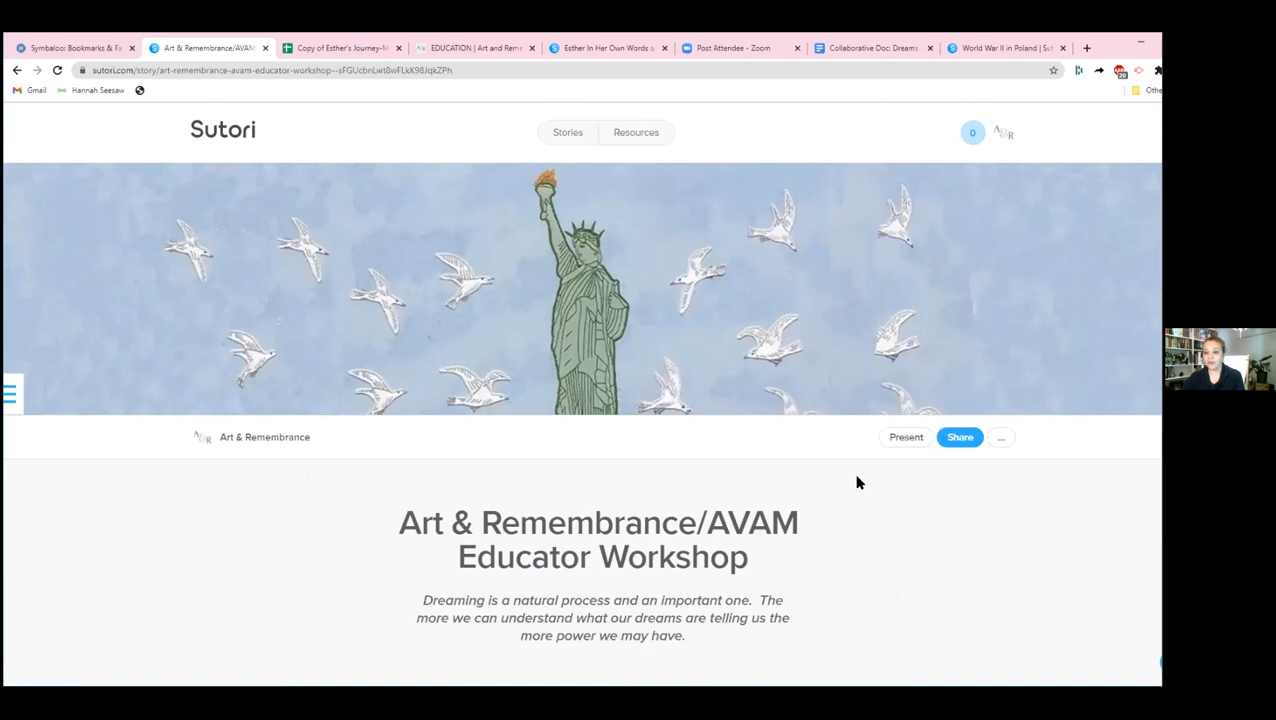 Symbaloo: Bookmarks & Fa
Art & Remembrance/AVAM
Copy of Esther's Journey-M
EDUCATION | Art and Reme
Esther In Her Own Words a
Post Attendee - Zoom
Collaborative Doc: Dreams
World War II in Poland | Sut
sutori.com/story/art-remembrance-avam-educator-workshop--sFGUcbnLwt8wFLkK98JqkZPh
20
Gmail
Hannah Seesaw
Othe
Sutori
Stories
Resources
0
A&R
A&R
Art & Remembrance
Present
Share
...
Art & Remembrance/AVAM
Educator Workshop
Dreaming is a natural process and an important one. The
more we can understand what our dreams are telling us the
more power we may have.